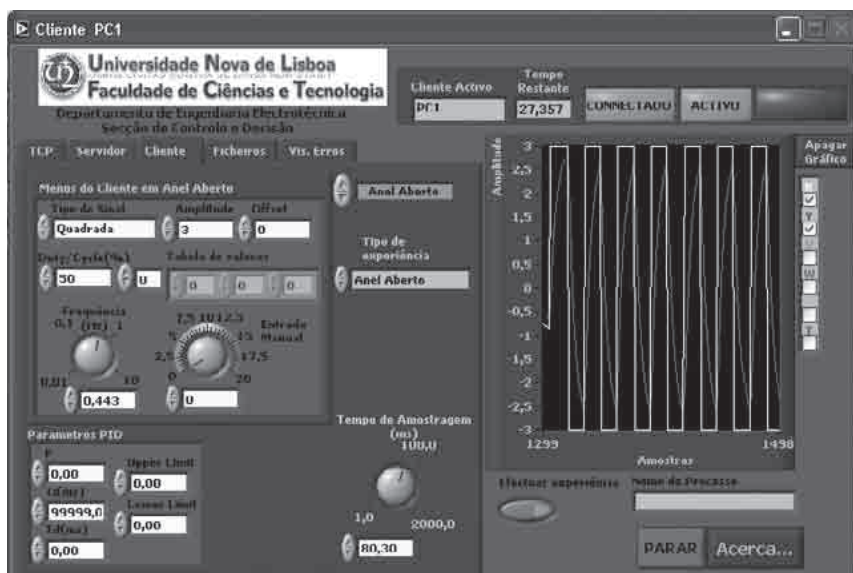 Cliente PC1
Universidade Nova de Lisboa
Faculdade de Ciências e Tecnologia
Departamento de Engenharia Electrotécnica
Secção de Controlo e Decisão
Cliente Activo
PC1
Tempo
Restante
27,357
CONNECTADO
ACTIVO
TCP
Servidor
Cliente
Ficheiros
Vis. Erros
Menus do Cliente em Anel Aberto
Tipo de Sinal
Amplitude
Offset
Quadrada
3
0
Duty/Cycle(%)
Tabela de valores
50
0
0
0
0
Frequência
(Hz)
0,1
1
0,01
10
0,443
7,5
10
12,5
5
15
2,5
17,5
0
20
Entrada
Manual
0
Anel Aberto
Tipo de
experiência
Anel Aberto
Parametros PID
P
0,00
Upper Limit
0,00
99999,0
Lower Limit
0,00
Td(ms)
0,00
Tempo de Amostragem
(ms)
100,0
1,0
2000,0
80,30
Amplitude
3
2,5
2
1,5
1
0,5
0
-0,5
-1
-1,5
-2
-2,5
-3
1299
1498
Amostras
Apagar
Gráfico
R
Y
U
W
T
Efectuar experiência
Nome do Processo
PARAR
Acerca...